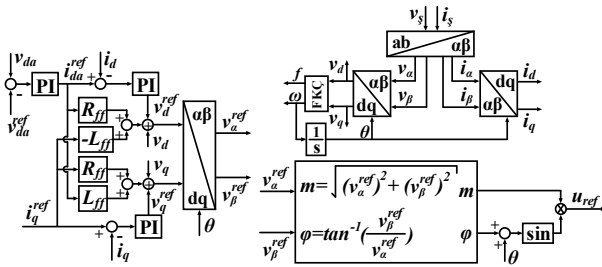 v_da
v_da^ref
-
PI
i_da^ref
+
-
i_d
PI
v_d^ref
R_ff
-L_ff
+
+
+
+
v_d
v_q
R_ff
L_ff
+
+
+
+
v_q^ref
i_q^ref
+
-
i_q
PI
αβ
dq
θ
v_α^ref
v_β^ref
v_ş
i_ş
ab
αβ
v_α
v_β
i_α
i_β
f
ω
FKC
v_d
v_q
αβ
dq
θ
dq
αβ
i_d
i_q
1/s
v_α^ref
v_β^ref
m=√((v_α^ref)^2+(v_β^ref)^2)
m
φ=tan^-1(v_β^ref/v_α^ref)
φ
+
+
θ
sin
u_ref